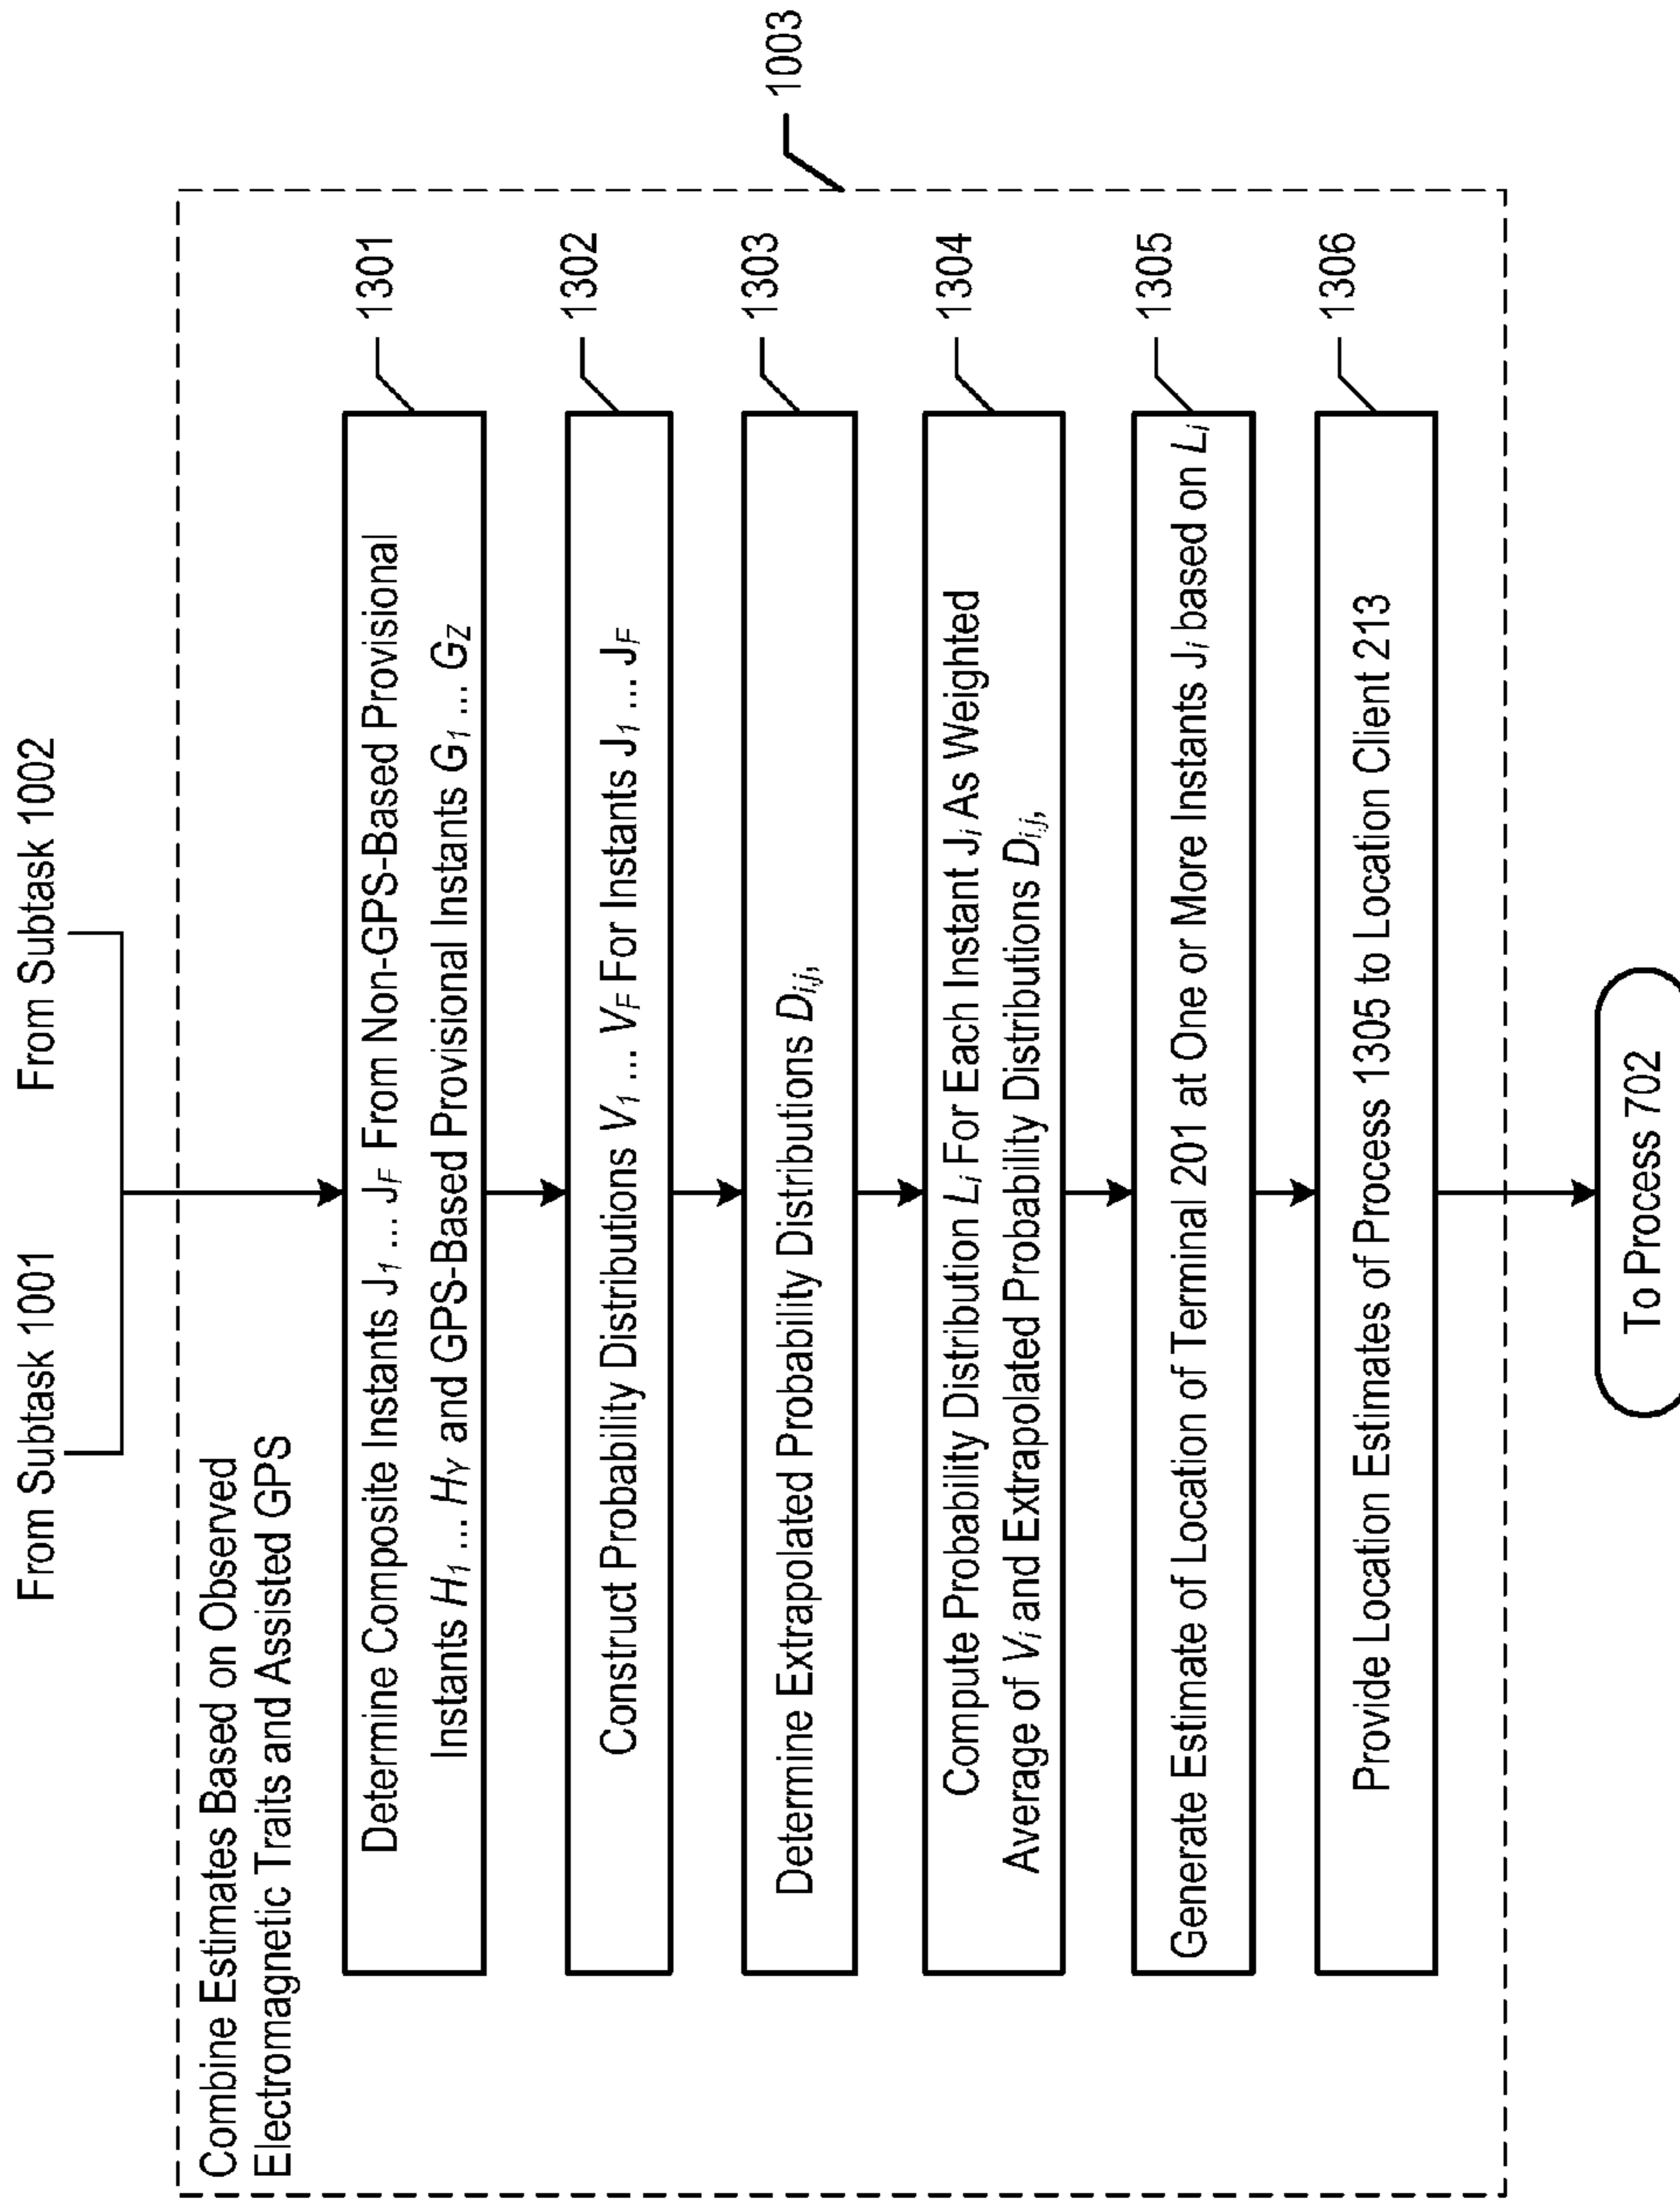 From Subtask 1001
From Subtask 1002
Combine Estimates Based on Observed
Electromagnetic Traits and Assisted GPS
1003
Determine Composite Instants J1 ... JF From Non-GPS-Based Provisional
Instants H1 ... HY and GPS-Based Provisional Instants G1 ... GZ
1301
Construct Probability Distributions V1 ... VF For Instants J1 ... JF
1302
Determine Extrapolated Probability Distributions Di,j,
1303
Compute Probability Distribution Li For Each Instant Ji As Weighted
Average of Vi and Extrapolated Probability Distributions Di,j,
1304
Generate Estimate of Location of Terminal 201 at One or More Instants Ji based on Li
1305
Provide Location Estimates of Process 1305 to Location Client 213
1306
To Process 702